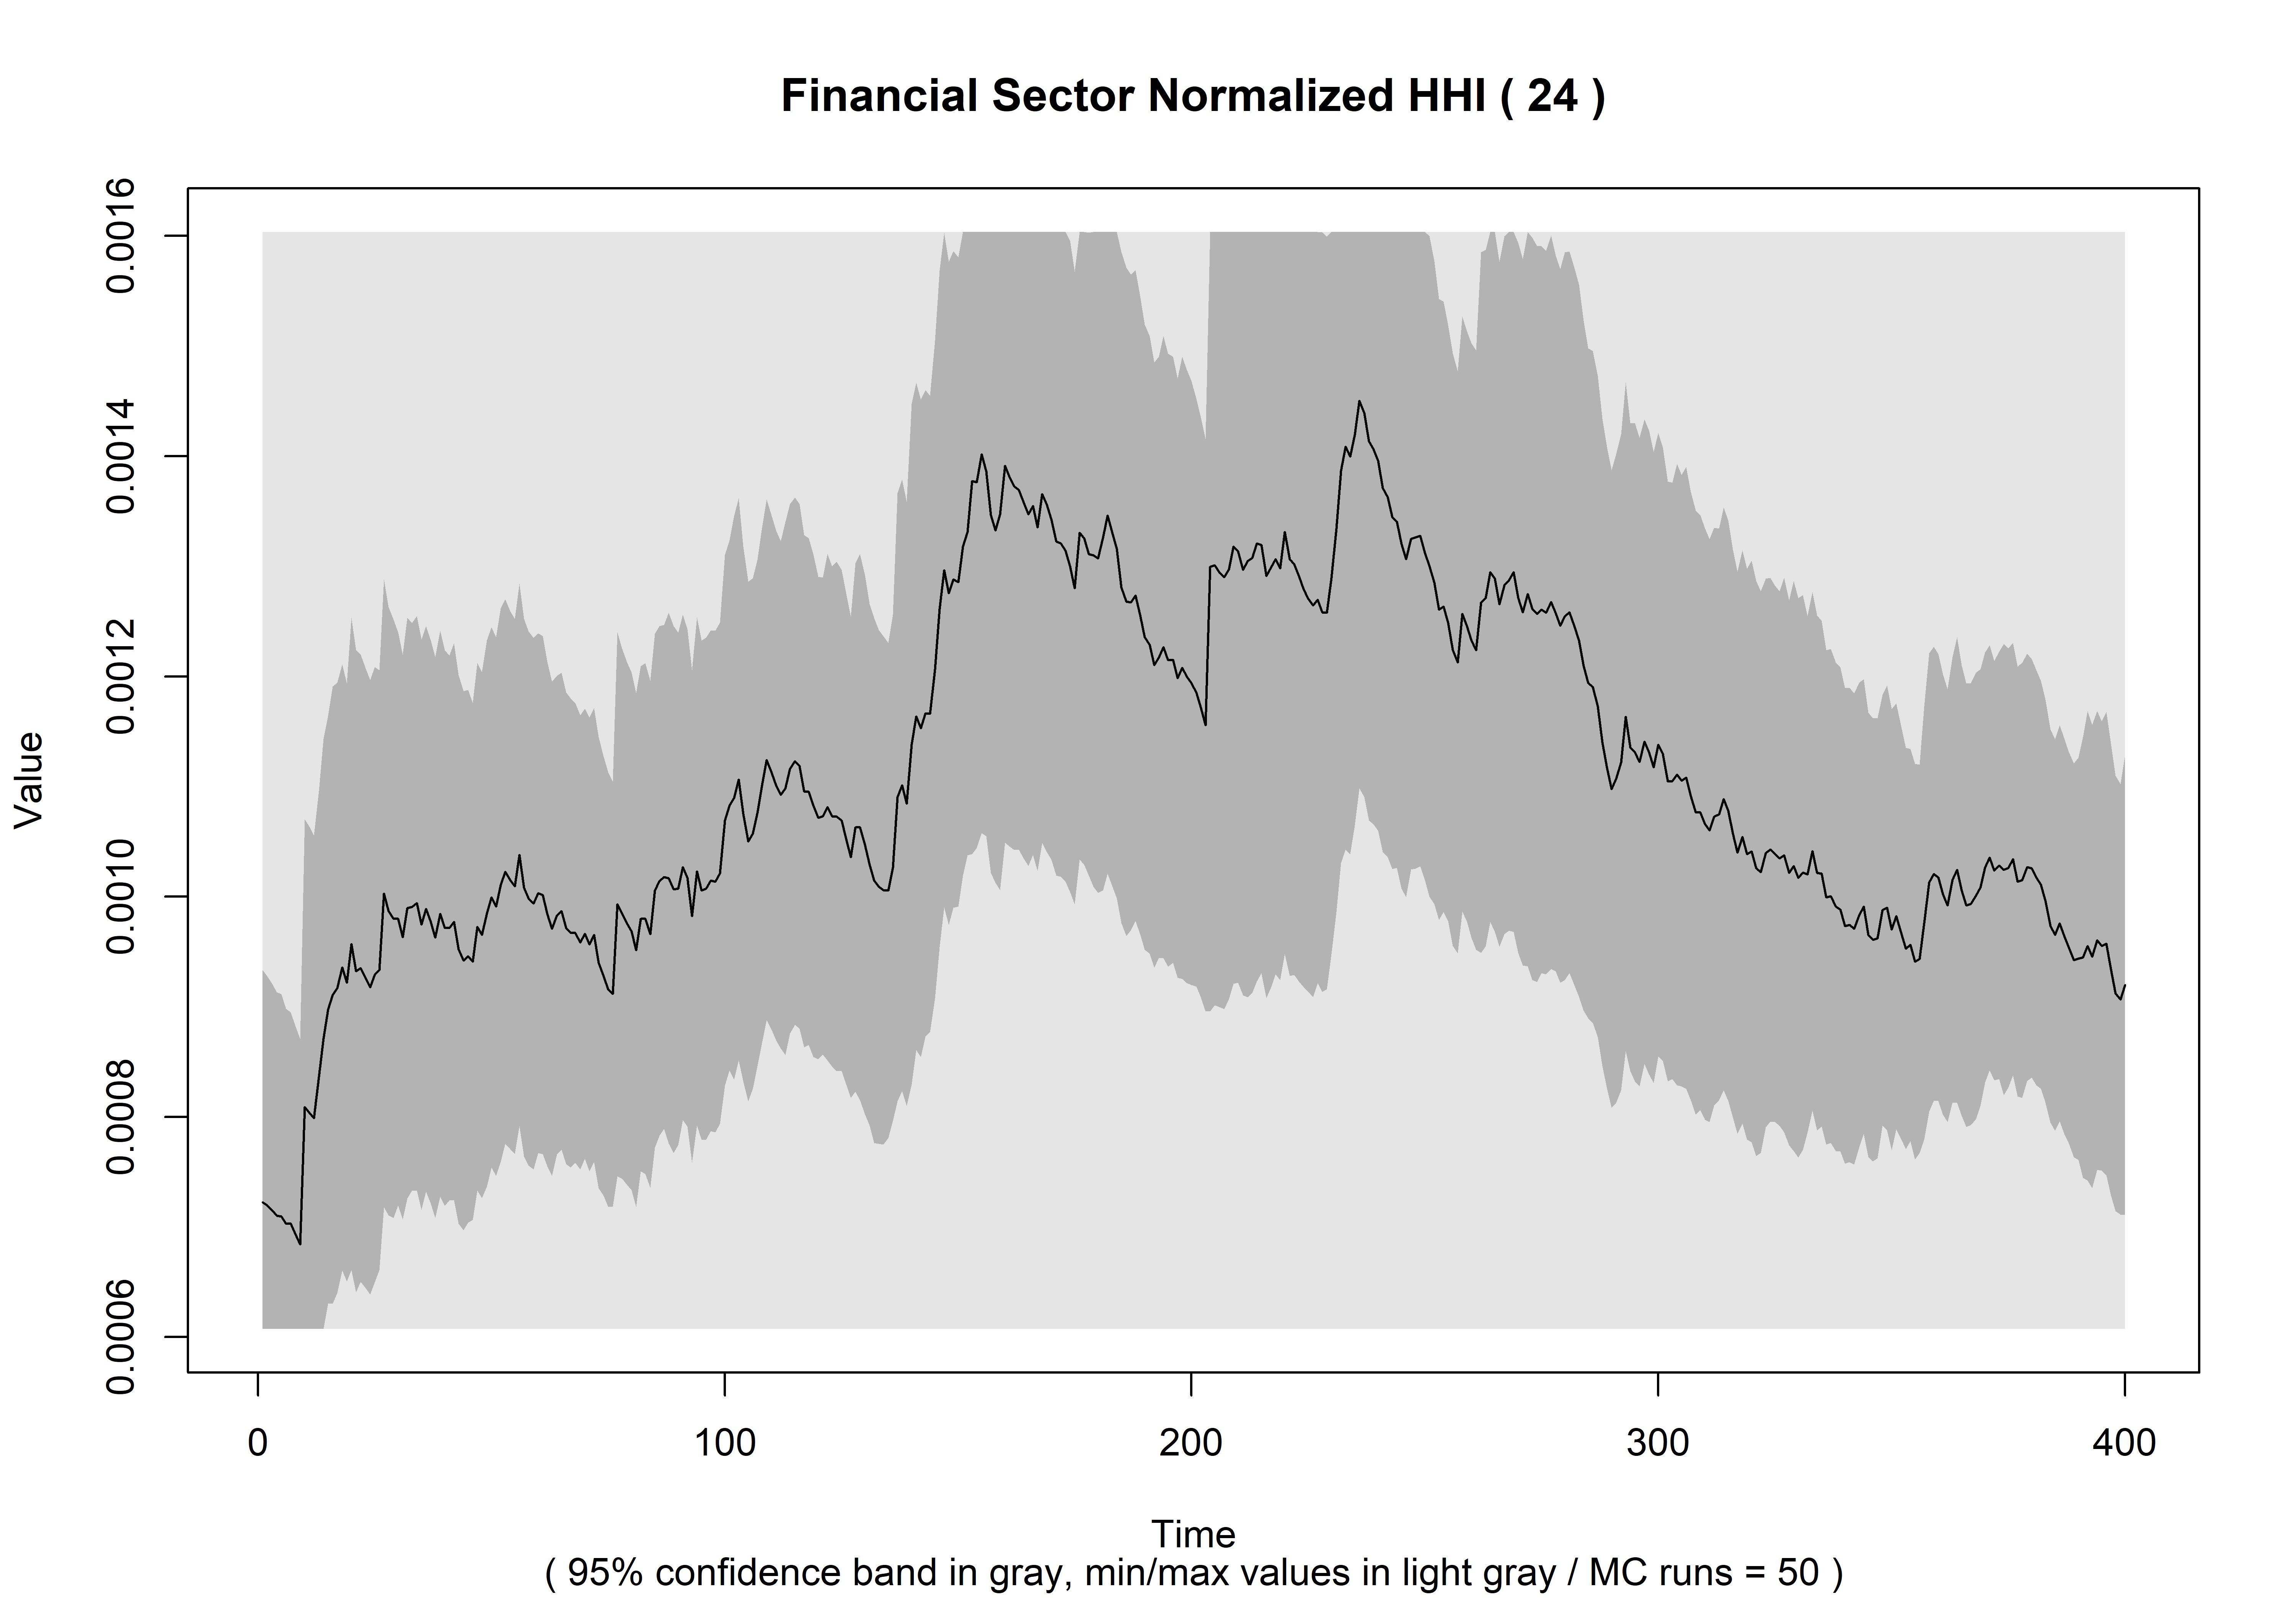 Financial Sector Normalized HHI ( 24 )
Value
0.0016
0.0014
0.0012
0.0010
0.0008
0.0006
0
100
200
300
400
Time
( 95% confidence band in gray, min/max values in light gray / MC runs = 50 )